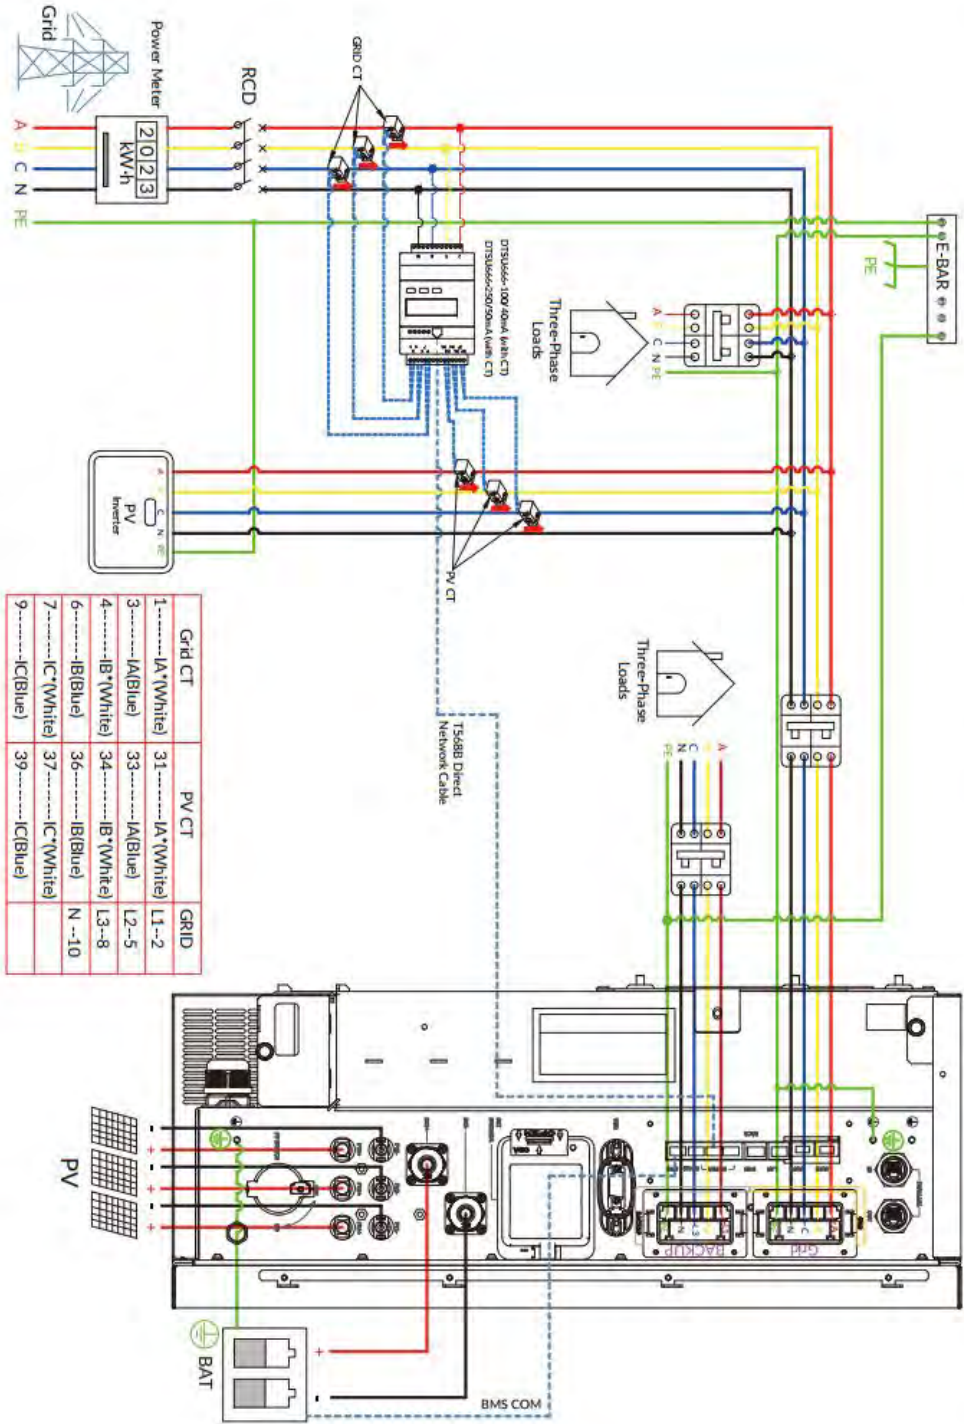 Grid
Power Meter
2023
kW·h
RCD
A
B
C
N
PE
GRID CT
DTSU666-100/40mA (with CT)
DTSU666-250/50mA (with CT)
Three-Phase
Loads
A
C
N
PE
E-BAR
PE
A
C
N
PE
PV
Inverter
PV CT
T568B Direct
Network Cable
Three-Phase
Loads
A
C
N
PE
Grid CT PV CT GRID
1--------IA*(White) 31--------IA*(White) L1--2
3--------IA(Blue) 33--------IA(Blue) L2--5
4--------IB*(White) 34--------IB*(White) L3--8
6--------IB(Blue) 36--------IB(Blue) N --10
7--------IC*(White) 37--------IC*(White)
9--------IC(Blue) 39--------IC(Blue)
BACKUP
N
L3
Grid
N
C
PV
- + - + - +
BAT
+
-
BMS COM